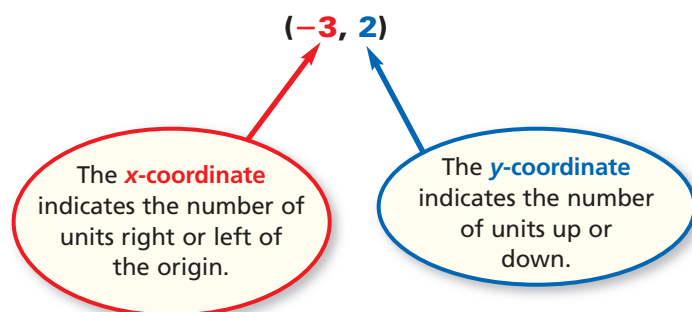 (−3, 2)
The x-coordinate
indicates the number of
units right or left of
the origin.
The y-coordinate
indicates the number
of units up or
down.